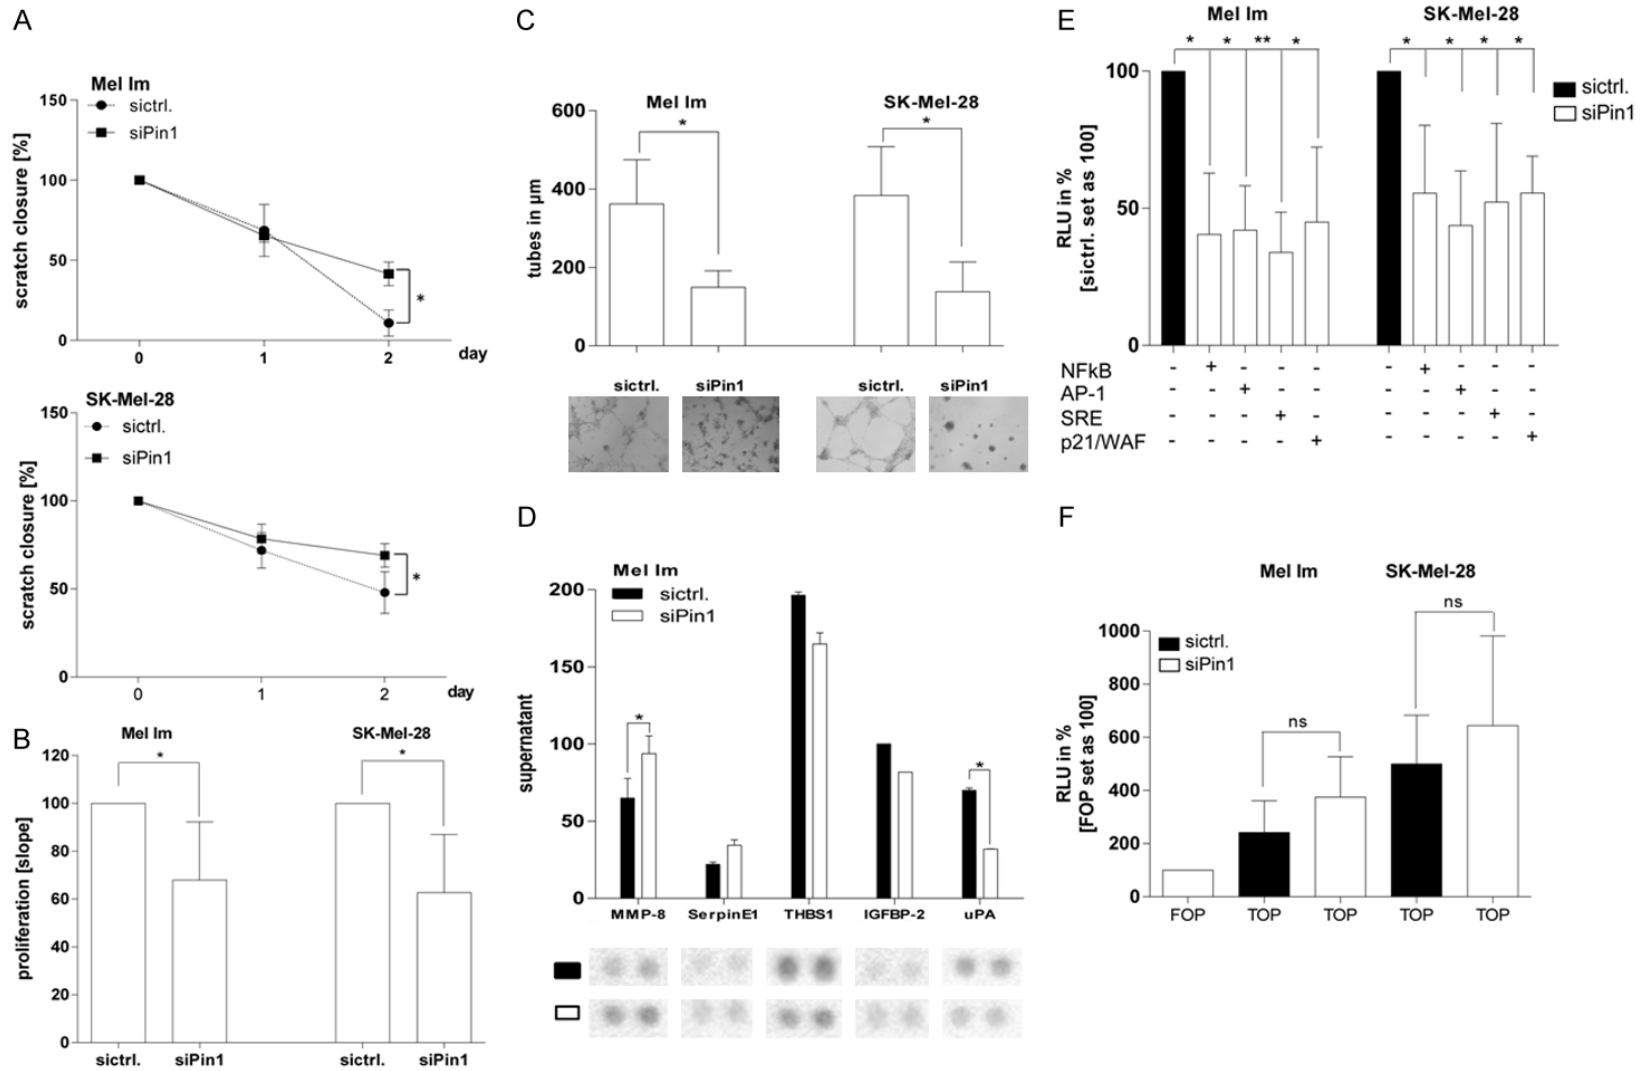 A
Mel Im
sictrl.
siPin1
scratch closure [%]
150
100
50
0
0 1 2 day
*
SK-Mel-28
sictrl.
siPin1
scratch closure [%]
150
100
50
0
0 1 2 day
*
B
Mel Im SK-Mel-28
* *
proliferation [slope]
120
100
80
60
40
20
0
sictrl. siPin1 sictrl. siPin1
C
Mel Im SK-Mel-28
* *
tubes in µm
600
400
200
0
sictrl. siPin1 sictrl. siPin1
D
Mel Im
sictrl.
siPin1
supernatant
200
150
100
50
0
* *
MMP-8 SerpinE1 THBS1 IGFBP-2 uPA
E
Mel Im SK-Mel-28
* * ** * * * * *
sictrl.
siPin1
RLU in %
[sictrl. set as 100]
100
50
0
NFkB - + - - - - + - - -
AP-1 - - + - - - - + - -
SRE - - - + - - - - + -
p21/WAF - - - - + - - - - +
F
Mel Im SK-Mel-28
ns
ns
sictrl.
siPin1
RLU in %
[FOP set as 100]
1000
800
600
400
200
0
FOP TOP TOP TOP TOP